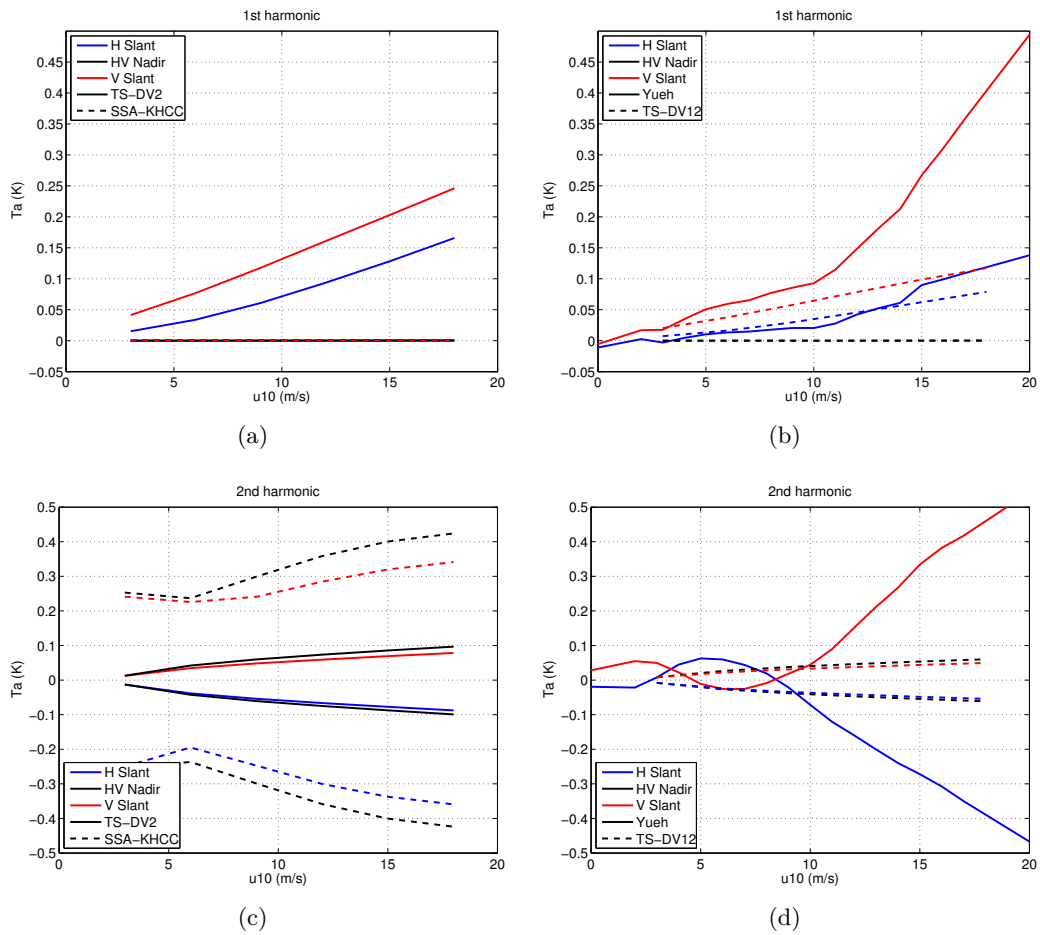 1st harmonic
H Slant
HV Nadir
V Slant
TS−DV2
SSA−KHCC
0.45
0.4
0.35
0.3
0.25
0.2
0.15
0.1
0.05
0
−0.05
Ta (K)
0 5 10 15 20
u10 (m/s)
(a)
1st harmonic
H Slant
HV Nadir
V Slant
Yueh
TS−DV12
0.45
0.4
0.35
0.3
0.25
0.2
0.15
0.1
0.05
0
−0.05
Ta (K)
0 5 10 15 20
u10 (m/s)
(b)
2nd harmonic
0.5
0.4
0.3
0.2
0.1
0
−0.1
−0.2
−0.3
−0.4
−0.5
Ta (K)
H Slant
HV Nadir
V Slant
TS−DV2
SSA−KHCC
0 5 10 15 20
u10 (m/s)
(c)
2nd harmonic
0.5
0.4
0.3
0.2
0.1
0
−0.1
−0.2
−0.3
−0.4
−0.5
Ta (K)
H Slant
HV Nadir
V Slant
Yueh
TS−DV12
0 5 10 15 20
u10 (m/s)
(d)